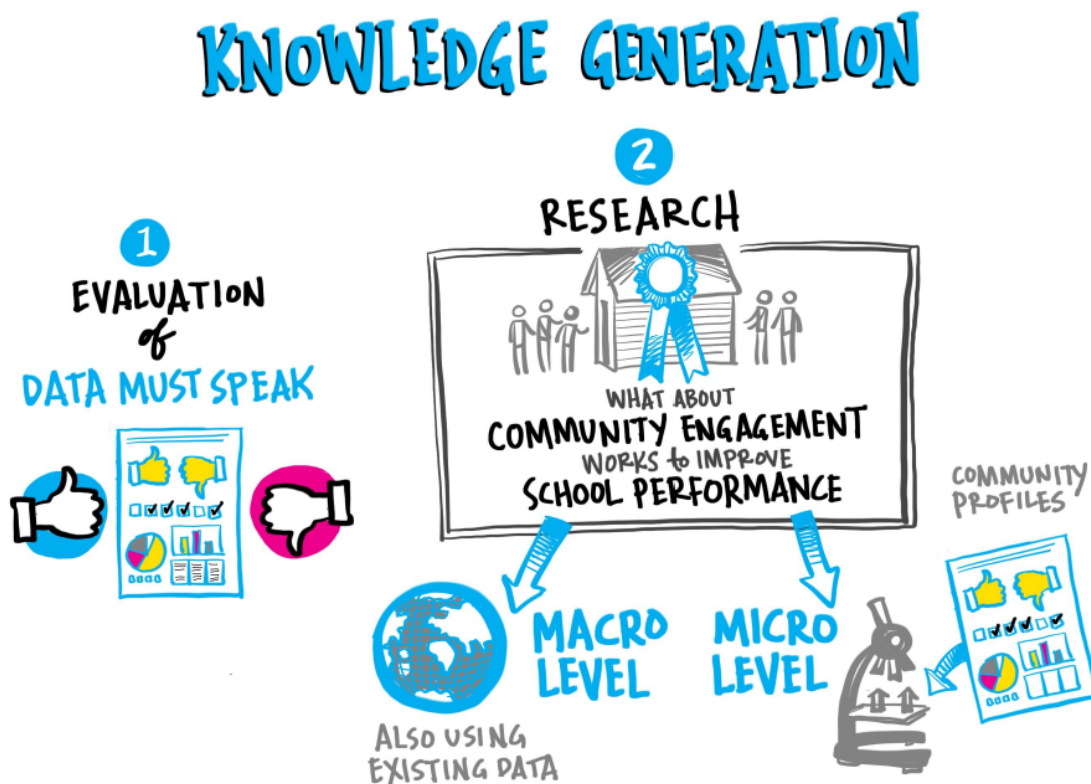 KNOWLEDGE GENERATION
1
EVALUATION
of
DATA MUST SPEAK
2
RESEARCH
WHAT ABOUT
COMMUNITY ENGAGEMENT
WORKS to IMPROVE
SCHOOL PERFORMANCE
MACRO
LEVEL
ALSO USING
EXISTING DATA
MICRO
LEVEL
COMMUNITY
PROFILES